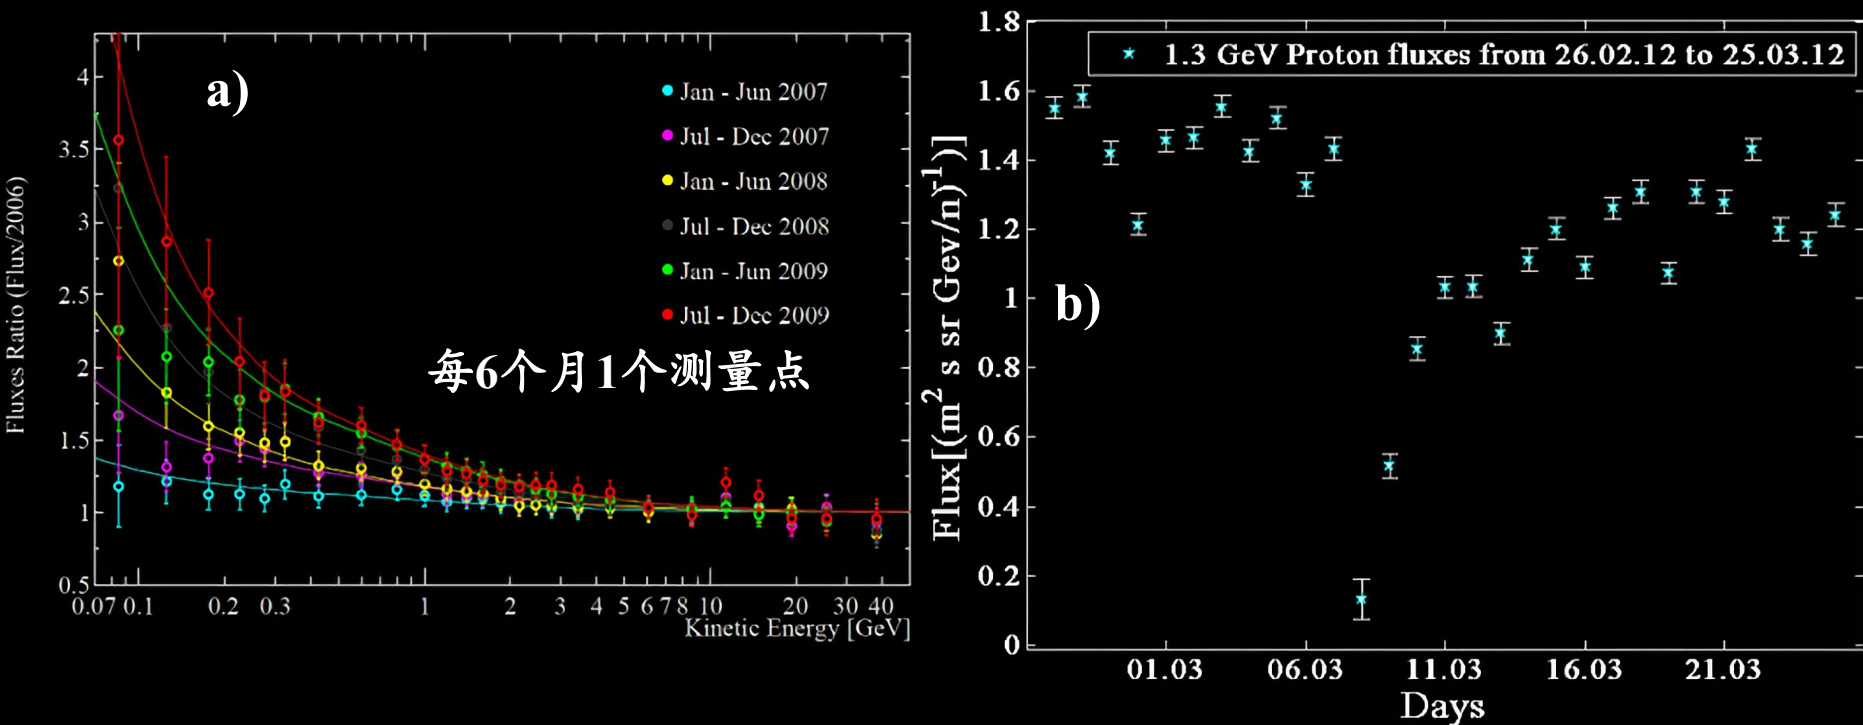 a)
Jan - Jun 2007
Jul - Dec 2007
Jan - Jun 2008
Jul - Dec 2008
Jan - Jun 2009
Jul - Dec 2009
每6个月1个测量点
Fluxes Ratio (Flux/2006)
4
3.5
3
2.5
2
1.5
1
0.5
0.07 0.1 0.2 0.3 1 2 3 4 5 6 7 8 10 20 30 40
Kinetic Energy [GeV]
1.3 GeV Proton fluxes from 26.02.12 to 25.03.12
b)
Flux[(m² s sr Gev/n)⁻¹)]
1.8
1.6
1.4
1.2
1
0.8
0.6
0.4
0.2
0
01.03 06.03 11.03 16.03 21.03
Days